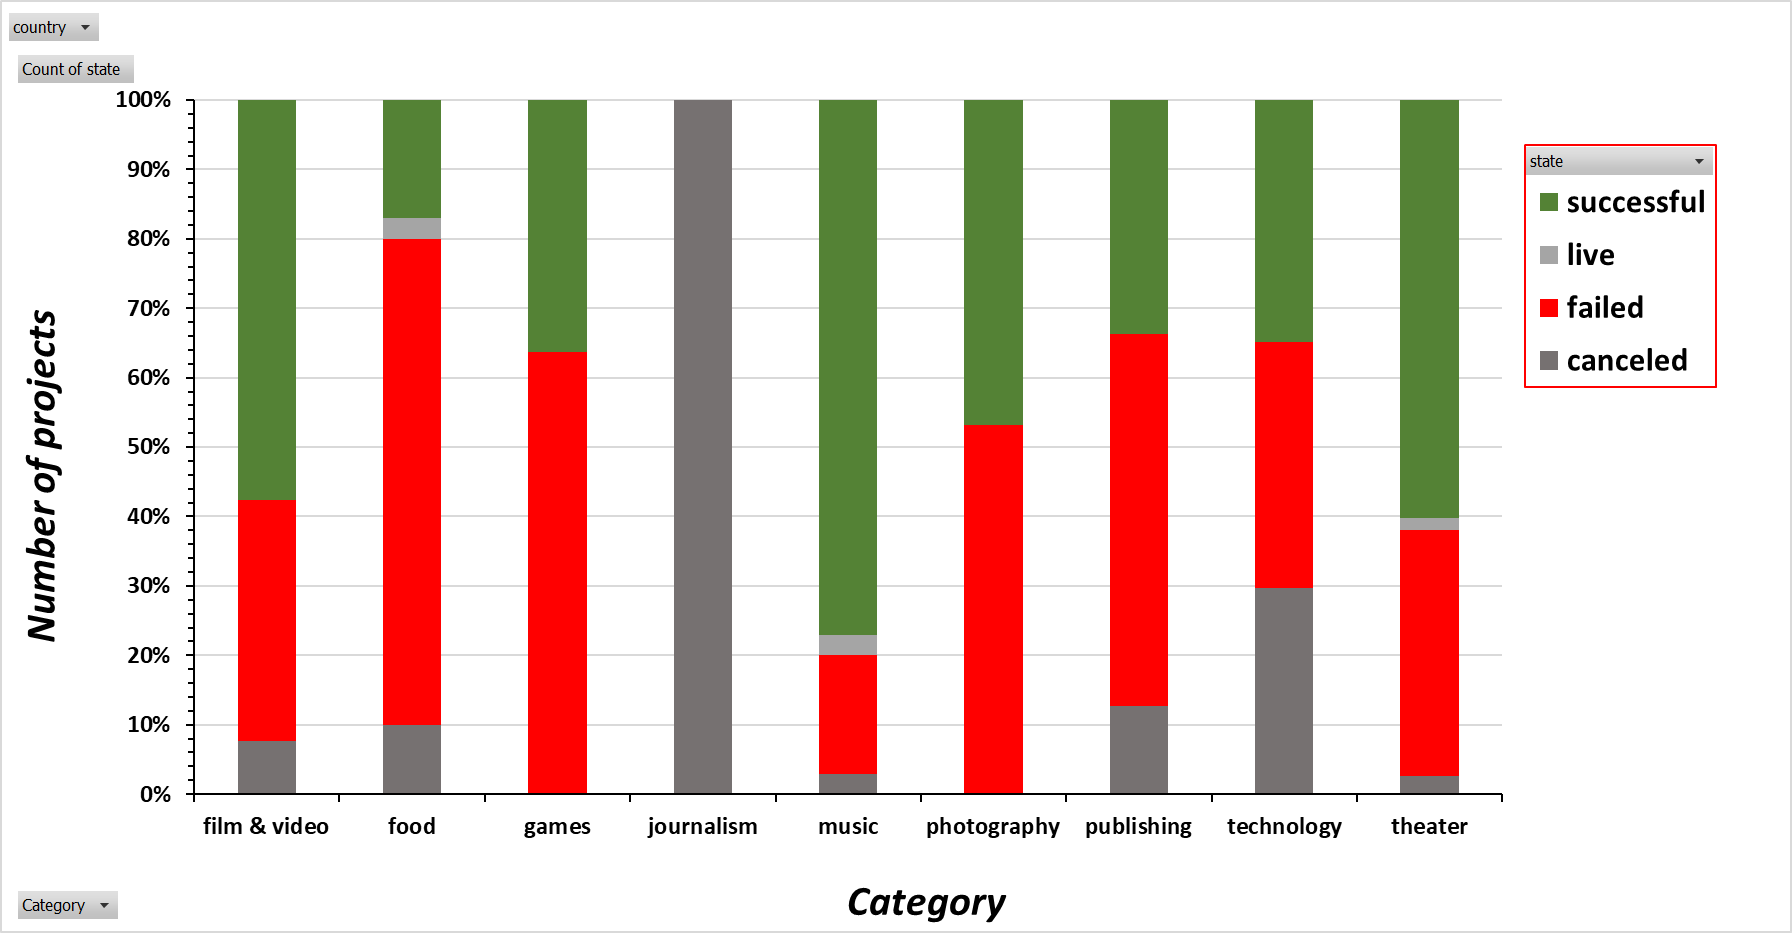 country
Count of state
100%
90%
80%
70%
60%
50%
40%
30%
20%
10%
0%
Number of projects
film & video food games journalism music photography publishing technology theater
Category
Category
state
successful
live
failed
canceled